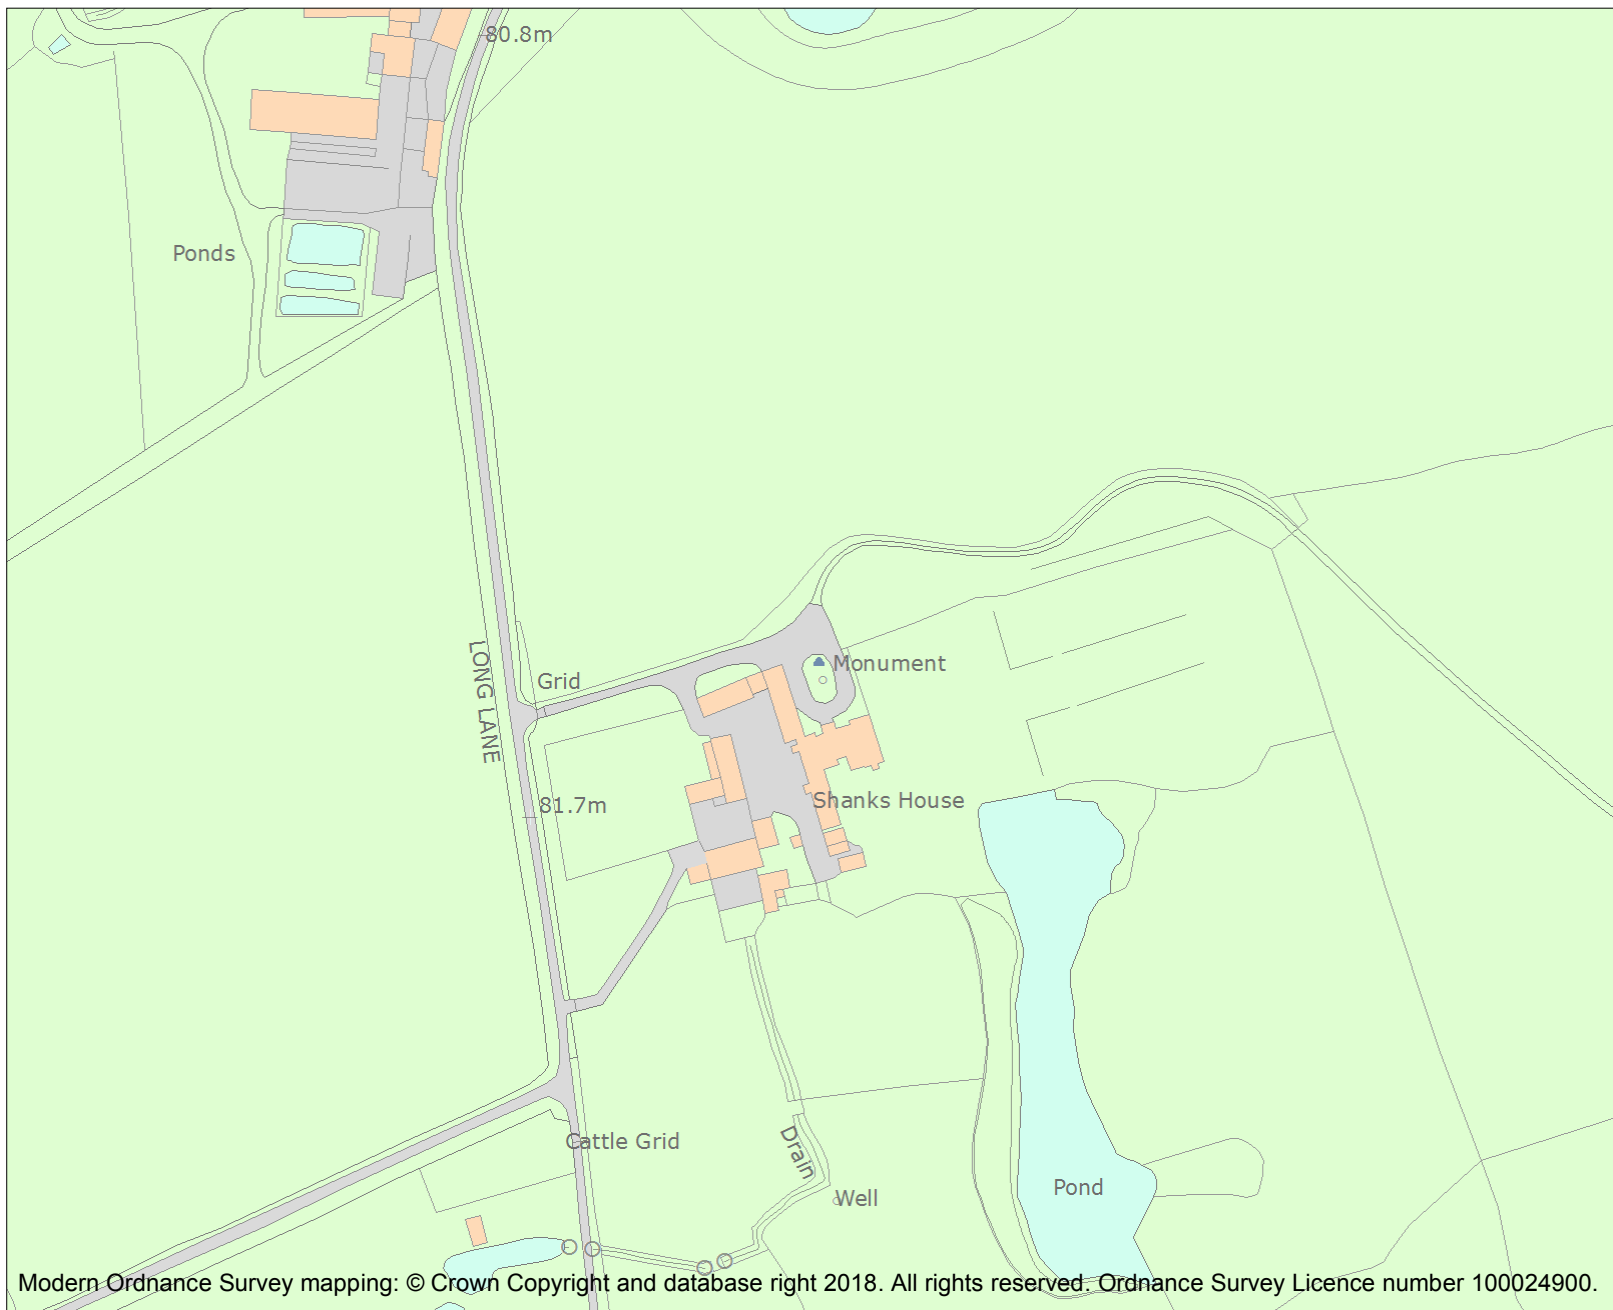 80.8m
Ponds
Monument
Grid
LONG LANE
Shanks House
81.7m
Cattle Grid
Drain
Pond
Well
Modern Ordnance Survey mapping: © Crown Copyright and database right 2018. All rights reserved. Ordnance Survey Licence number 100024900.